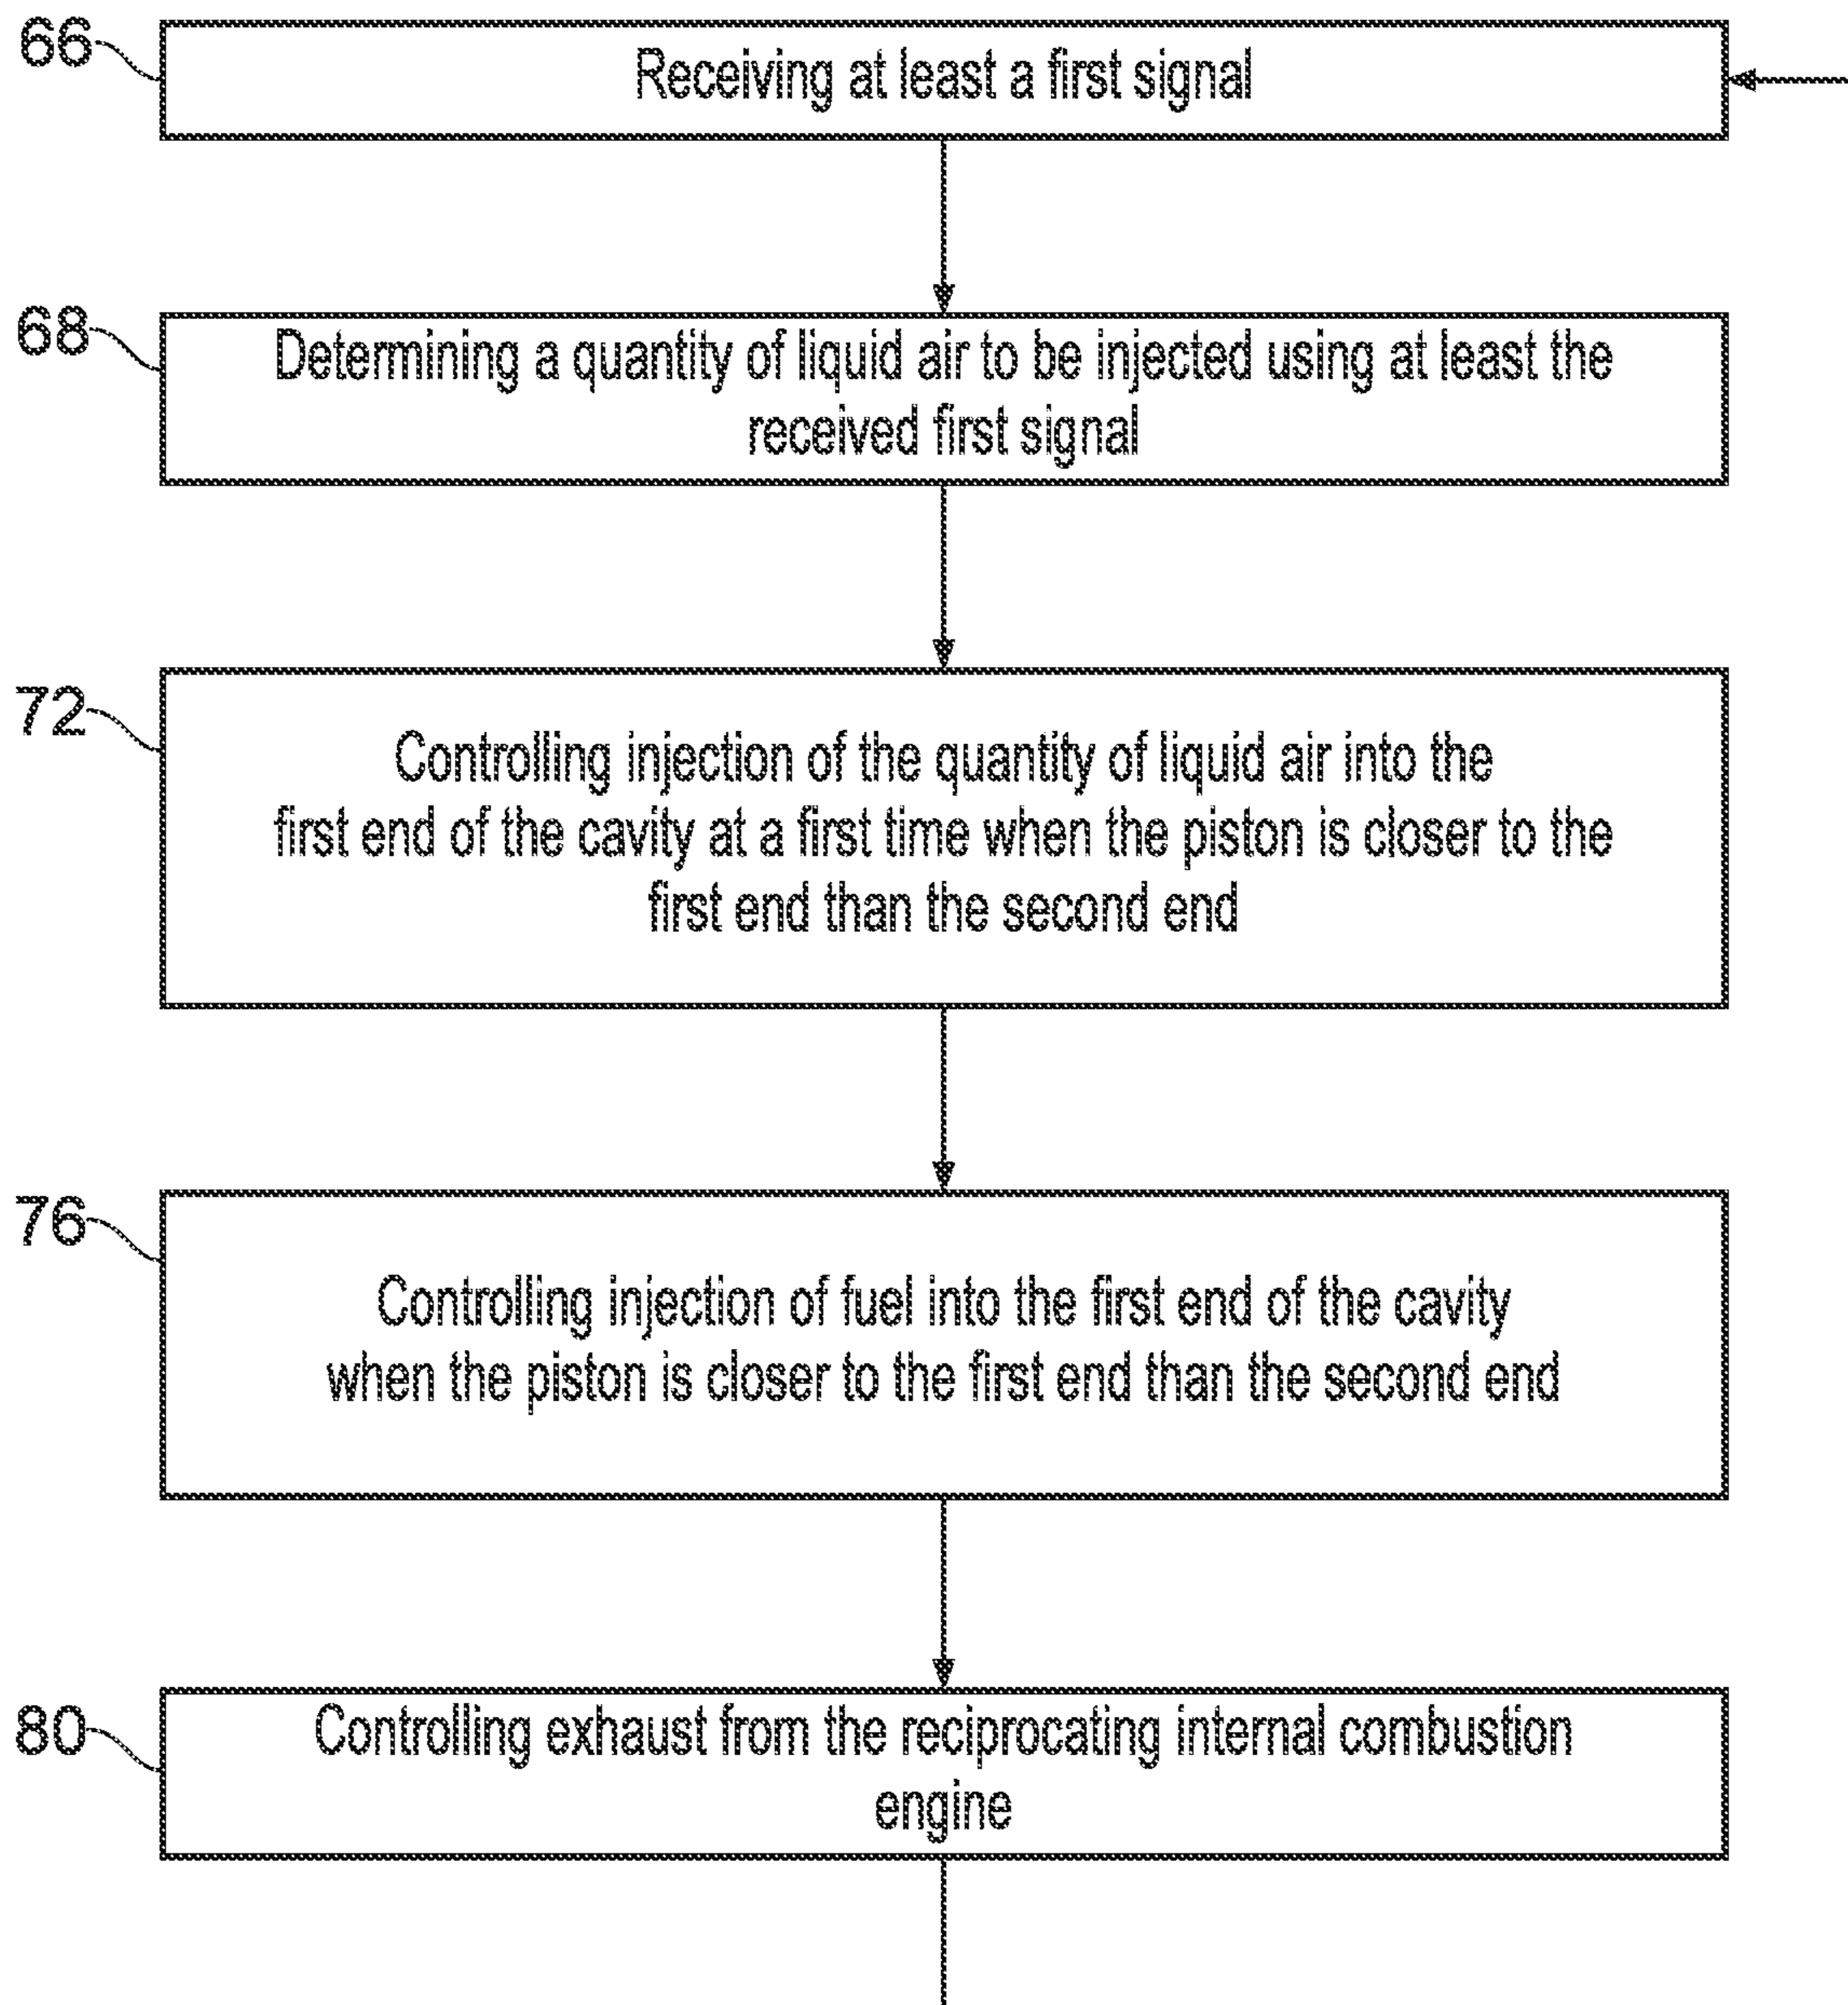 66
Receiving at least a first signal
68
Determining a quantity of liquid air to be injected using at least the
received first signal
72
Controlling injection of the quantity of liquid air into the
first end of the cavity at a first time when the piston is closer to the
first end than the second end
76
Controlling injection of fuel into the first end of the cavity
when the piston is closer to the first end than the second end
80
Controlling exhaust from the reciprocating internal combustion
engine